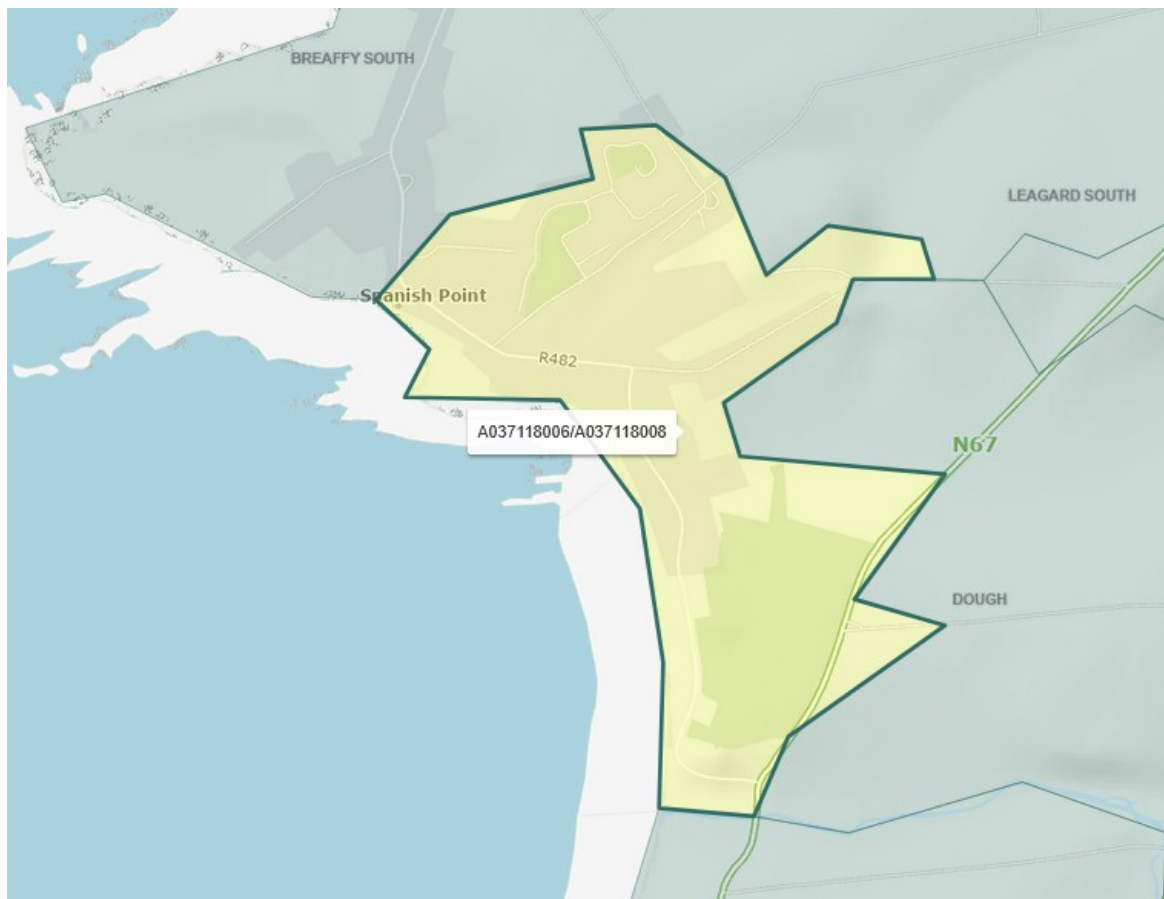 BREAFFY SOUTH
LEAGARD SOUTH
Spanish Point
R482
A037118006/A037118008
N67
DOUGH